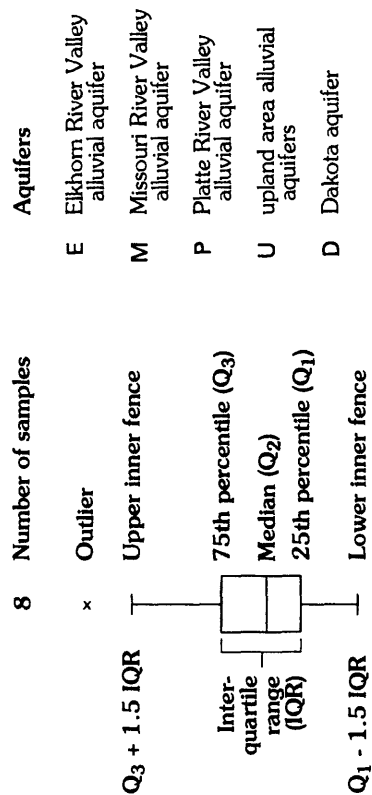 8 Number of samples
× Outlier
Q3 + 1.5 IQR
Upper inner fence
75th percentile (Q3)
Inter-
quartile
range
(IQR)
Median (Q2)
25th percentile (Q1)
Q1 - 1.5 IQR
Lower inner fence
Aquifers
E Elkhorn River Valley
alluvial aquifer
M Missouri River Valley
alluvial aquifer
P Platte River Valley
alluvial aquifer
U upland area alluvial
aquifers
D Dakota aquifer